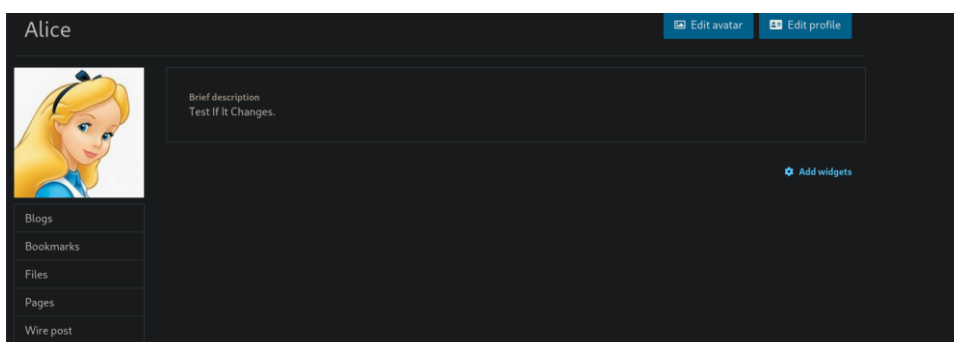 Alice
Edit avatar
Edit profile
Brief description
Test If It Changes.
Add widgets
Blogs
Bookmarks
Files
Pages
Wire post